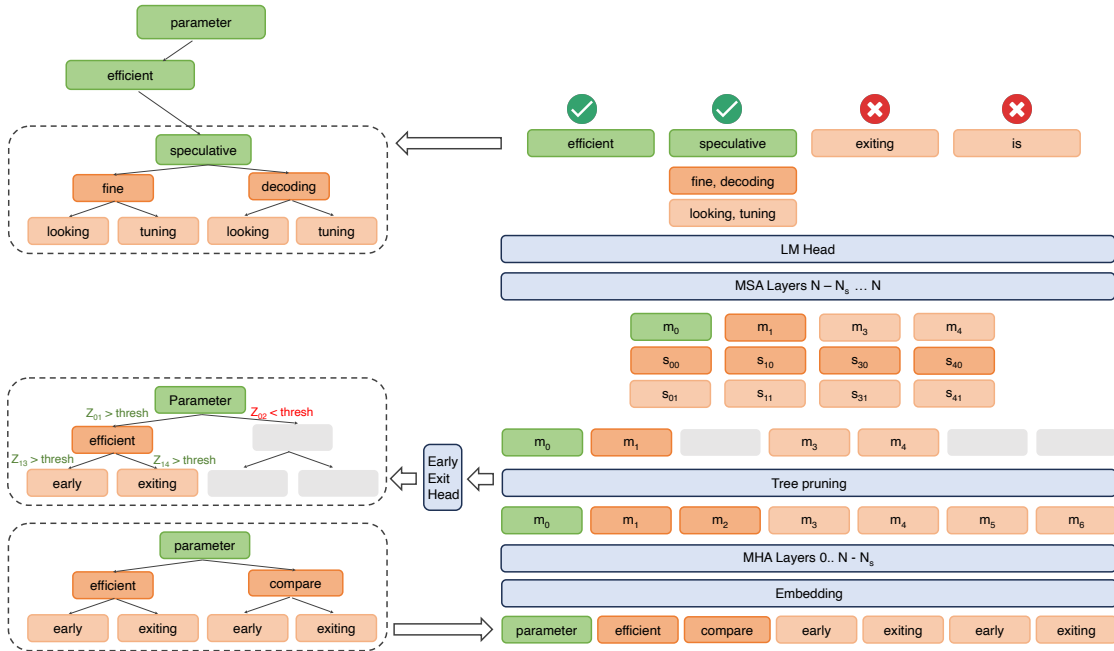 parameter
efficient
speculative
fine
decoding
looking
tuning
looking
tuning
efficient
speculative
exiting
is
fine, decoding
looking, tuning
LM Head
MSA Layers N – Nₛ ... N
m₀
m₁
m₃
m₄
s₀₀
s₁₀
s₃₀
s₄₀
s₀₁
s₁₁
s₃₁
s₄₁
Parameter
Z₀₁ > thresh
Z₀₂ < thresh
efficient
Z₁₃ > thresh
Z₁₄ > thresh
early
exiting
Early
Exit
Head
m₀
m₁
m₃
m₄
Tree pruning
m₀
m₁
m₂
m₃
m₄
m₅
m₆
MHA Layers 0.. N - Nₛ
Embedding
parameter
efficient
compare
early
exiting
early
exiting
parameter
efficient
compare
early
exiting
early
exiting